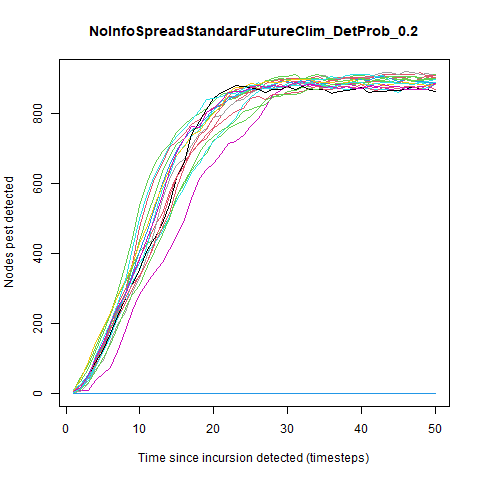 NoInfoSpreadStandardFutureClim_DetProb_0.2
Nodes pest detected
800
600
400
200
0
0 10 20 30 40 50
Time since incursion detected (timesteps)